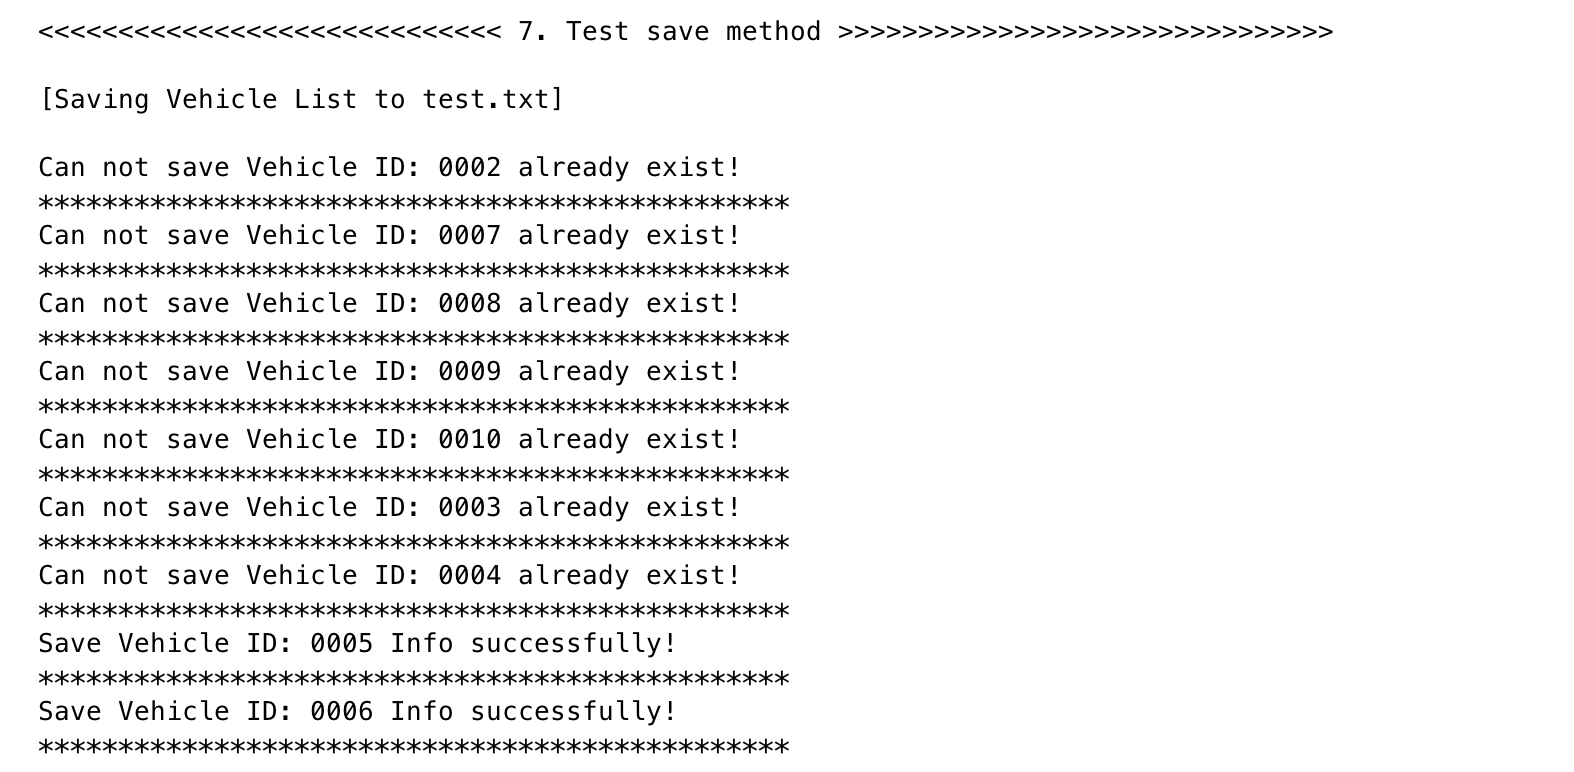 <<<<<<<<<<<<<<<<<<<<<<<<<<<<< 7. Test save method >>>>>>>>>>>>>>>>>>>>>>>>>>>>>>>
[Saving Vehicle List to test.txt]
Can not save Vehicle ID: 0002 already exist!
***********************************************
Can not save Vehicle ID: 0007 already exist!
***********************************************
Can not save Vehicle ID: 0008 already exist!
***********************************************
Can not save Vehicle ID: 0009 already exist!
***********************************************
Can not save Vehicle ID: 0010 already exist!
***********************************************
Can not save Vehicle ID: 0003 already exist!
***********************************************
Can not save Vehicle ID: 0004 already exist!
***********************************************
Save Vehicle ID: 0005 Info successfully!
***********************************************
Save Vehicle ID: 0006 Info successfully!
***********************************************